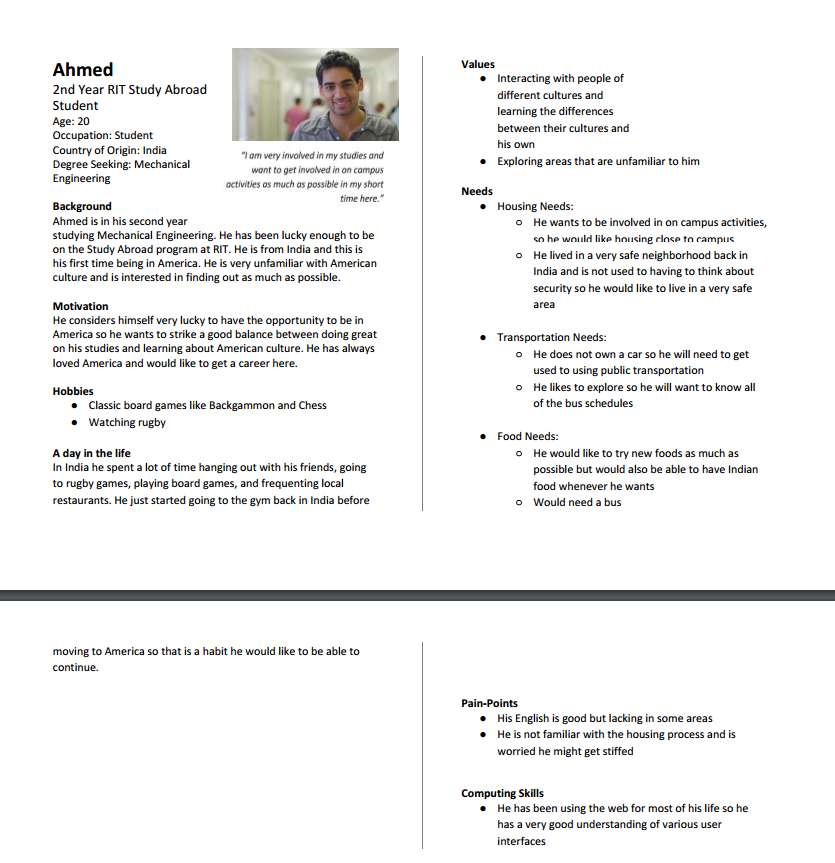 Ahmed
2nd Year RIT Study Abroad
Student
Age: 20
Occupation: Student
Country of Origin: India
Degree Seeking: Mechanical
Engineering
"I am very involved in my studies and
want to get involved in on campus
activities as much as possible in my short
time here."
Background
Ahmed is in his second year
studying Mechanical Engineering. He has been lucky enough to be
on the Study Abroad program at RIT. He is from India and this is
his first time being in America. He is very unfamiliar with American
culture and is interested in finding out as much as possible.
Motivation
He considers himself very lucky to have the opportunity to be in
America so he wants to strike a good balance between doing great
on his studies and learning about American culture. He has always
loved America and would like to get a career here.
Hobbies
● Classic board games like Backgammon and Chess
● Watching rugby
A day in the life
In India he spent a lot of time hanging out with his friends, going
to rugby games, playing board games, and frequenting local
restaurants. He just started going to the gym back in India before
Values
● Interacting with people of
different cultures and
learning the differences
between their cultures and
his own
● Exploring areas that are unfamiliar to him
Needs
● Housing Needs:
○ He wants to be involved in on campus activities,
so he would like housing close to campus
○ He lived in a very safe neighborhood back in
India and is not used to having to think about
security so he would like to live in a very safe
area
● Transportation Needs:
○ He does not own a car so he will need to get
used to using public transportation
○ He likes to explore so he will want to know all
of the bus schedules
● Food Needs:
○ He would like to try new foods as much as
possible but would also be able to have Indian
food whenever he wants
○ Would need a bus
moving to America so that is a habit he would like to be able to
continue.
Pain-Points
● His English is good but lacking in some areas
● He is not familiar with the housing process and is
worried he might get stiffed
Computing Skills
● He has been using the web for most of his life so he
has a very good understanding of various user
interfaces